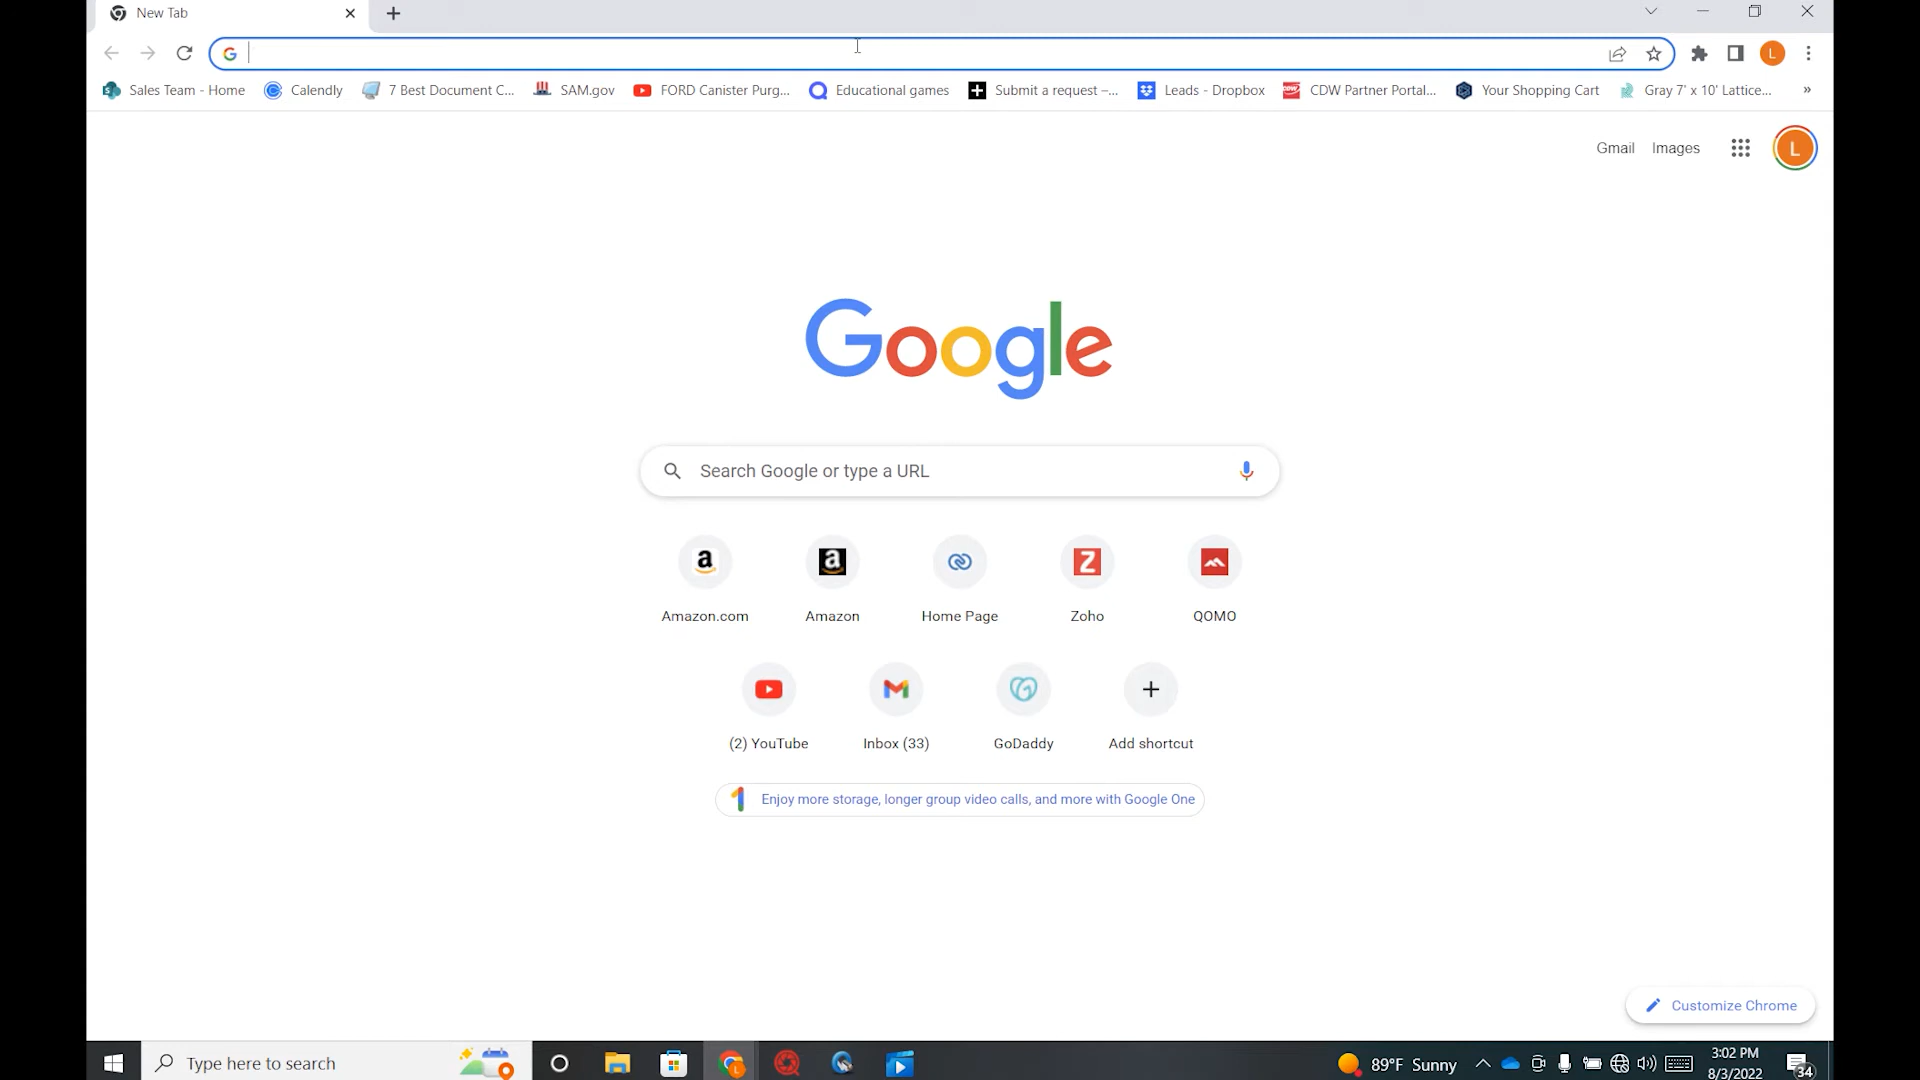 New Tab
Sales Team - Home Calendly 7 Best Document C... SAM.gov FORD Canister Purg... Educational games Submit a request –... Leads - Dropbox CDW Partner Portal... Your Shopping Cart Gray 7' x 10' Lattice... »
Gmail Images L
Google
Search Google or type a URL
Amazon.com Amazon Home Page Zoho QOMO
(2) YouTube Inbox (33) GoDaddy Add shortcut
Enjoy more storage, longer group video calls, and more with Google One
Customize Chrome
Type here to search 89°F Sunny 3:02 PM
8/3/2022 34